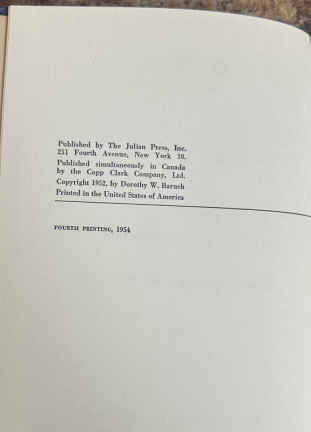 Published by The Julian Press, Inc.
251 Fourth Avenue, New York 10.
Published simultaneously in Canada
by the Copp Clark Company, Ltd.
Copyright 1952, by Dorothy W. Baruch
Printed in the United States of America
FOURTH PRINTING, 1954